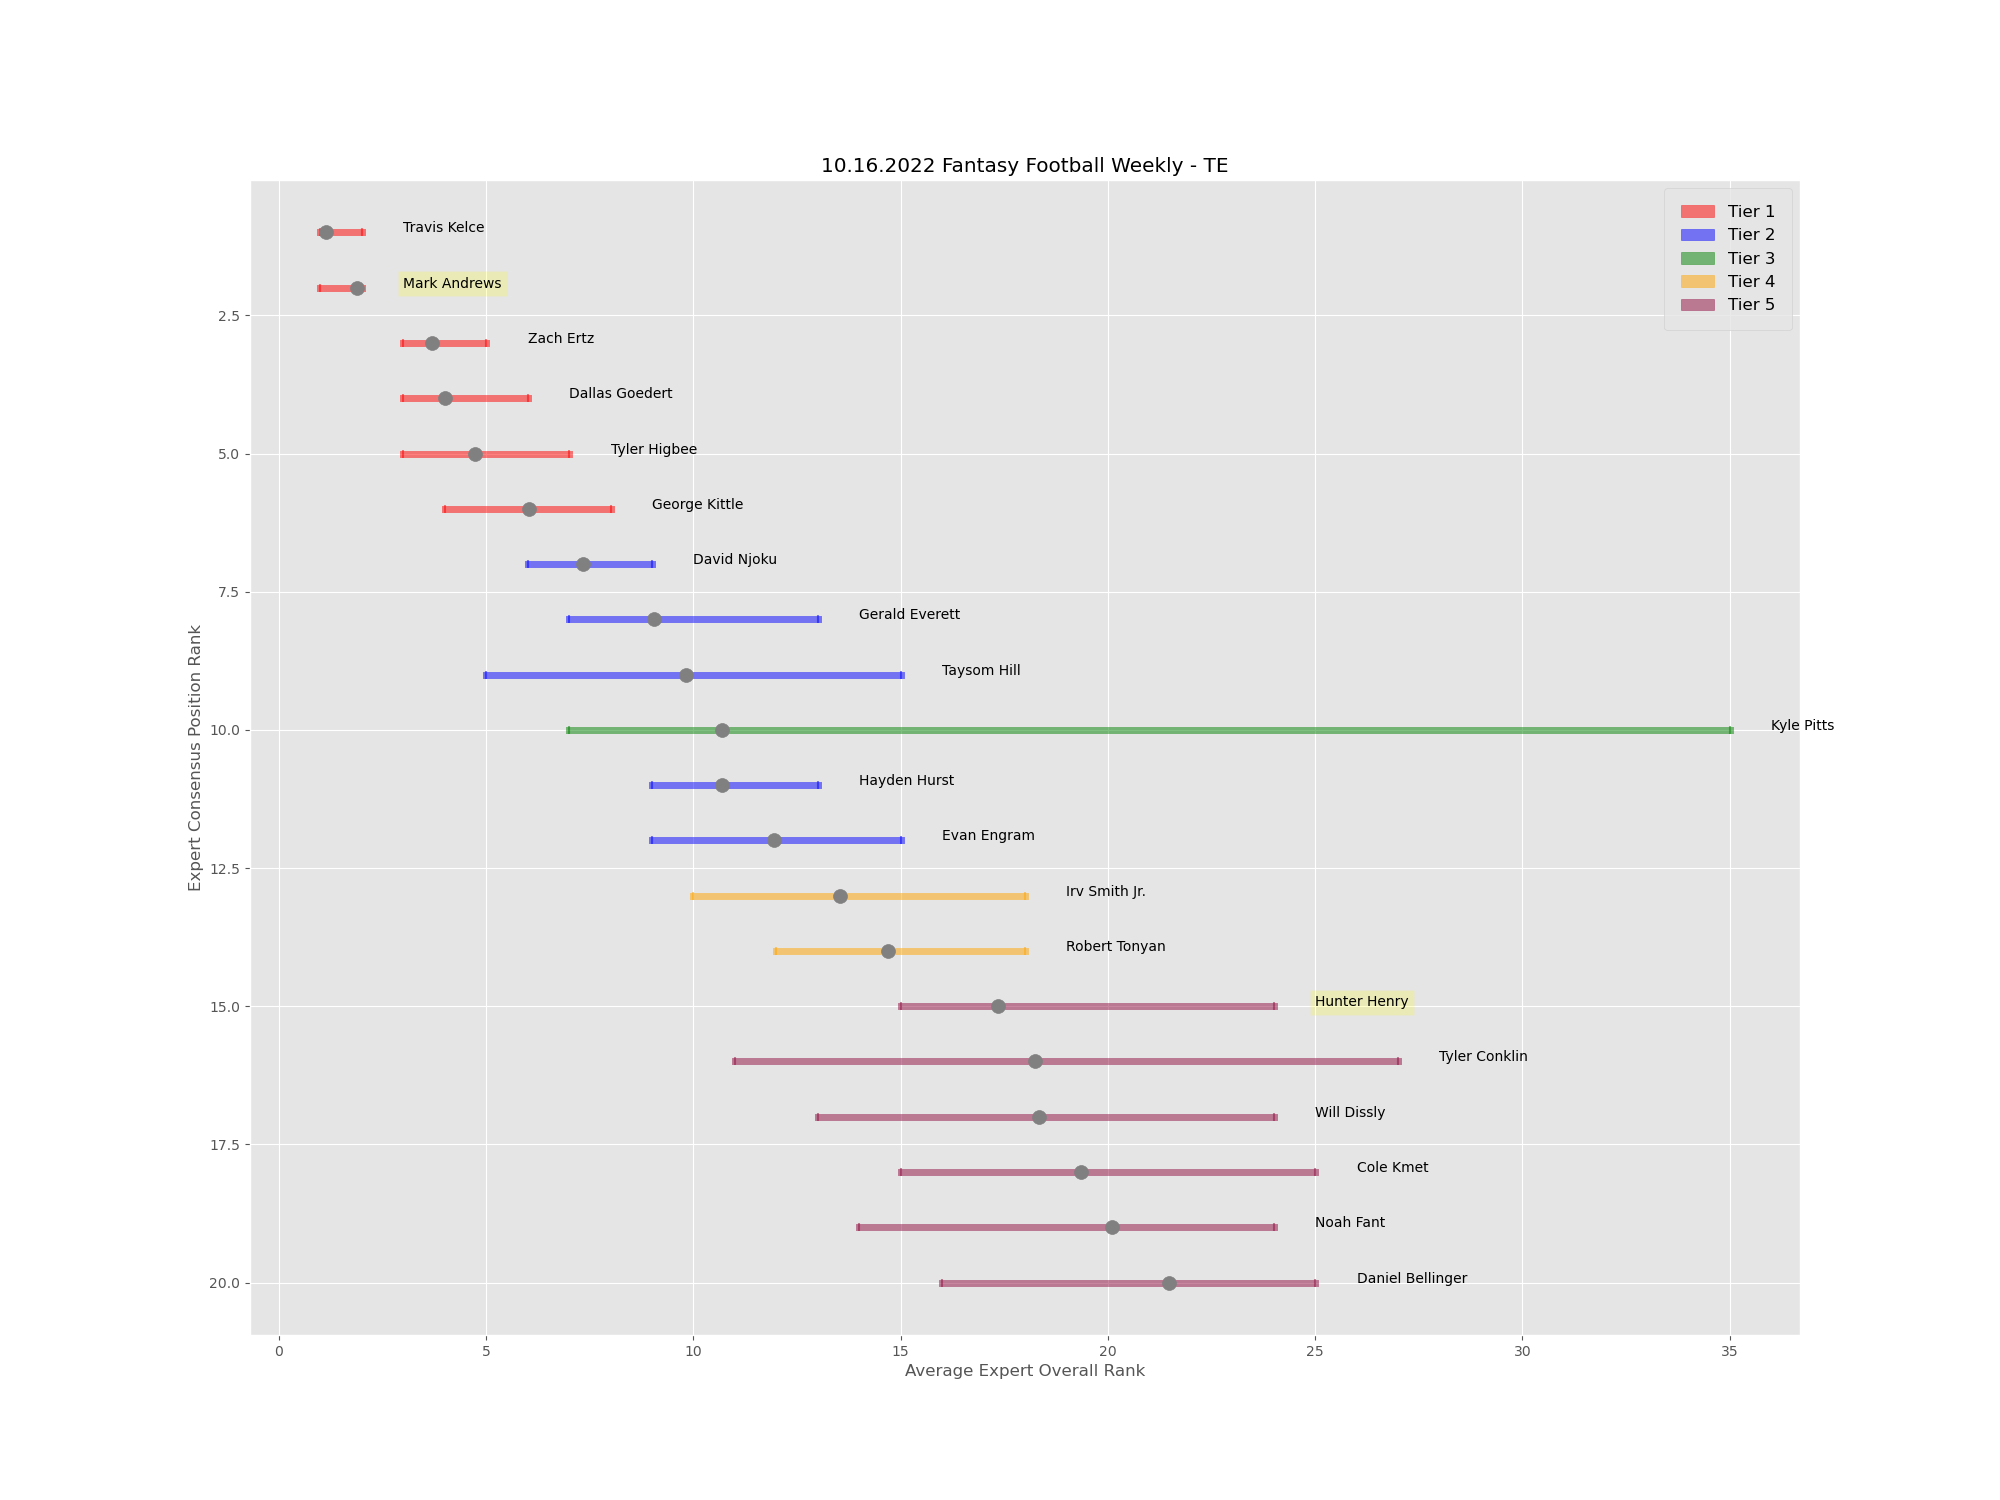 10.16.2022 Fantasy Football Weekly - TE
Tier 1
Tier 2
Tier 3
Tier 4
Tier 5
Travis Kelce
Mark Andrews
Zach Ertz
Dallas Goedert
Tyler Higbee
George Kittle
David Njoku
Gerald Everett
Taysom Hill
Kyle Pitts
Hayden Hurst
Evan Engram
Irv Smith Jr.
Robert Tonyan
Hunter Henry
Tyler Conklin
Will Dissly
Cole Kmet
Noah Fant
Daniel Bellinger
Expert Consensus Position Rank
2.5
5.0
7.5
10.0
12.5
15.0
17.5
20.0
0 5 10 15 20 25 30 35
Average Expert Overall Rank